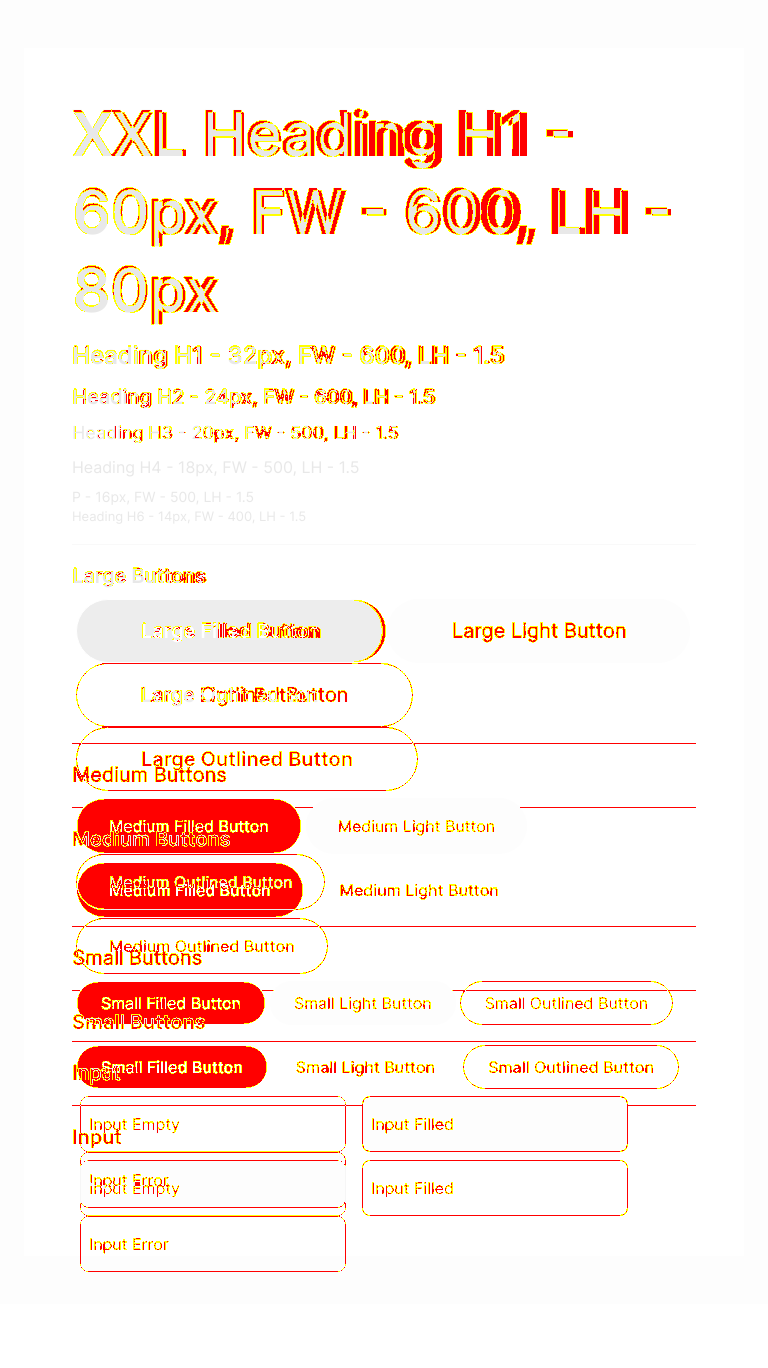 XXL Heading H1 -
60px, FW - 600, LH -
80px
Heading H1 - 32px, FW - 600, LH - 1.5
Heading H2 - 24px, FW - 600, LH - 1.5
Heading H3 - 20px, FW - 500, LH - 1.5
Heading H4 - 18px, FW - 500, LH - 1.5
P - 16px, FW - 500, LH - 1.5
Heading H6 - 14px, FW - 400, LH - 1.5
Large Buttons
Large Filled Button Large Light Button
Large Outlined Button
Large Outlined Button
Medium Buttons
Medium Filled Button Medium Light Button
Medium Buttons
Medium Outlined Button
Medium Filled Button Medium Light Button
Medium Outlined Button
Small Buttons
Small Filled Button Small Light Button Small Outlined Button
Small Buttons
Small Filled Button Small Light Button Small Outlined Button
Input
Input Empty Input Filled
Input
Input Error
Input Empty Input Filled
Input Error